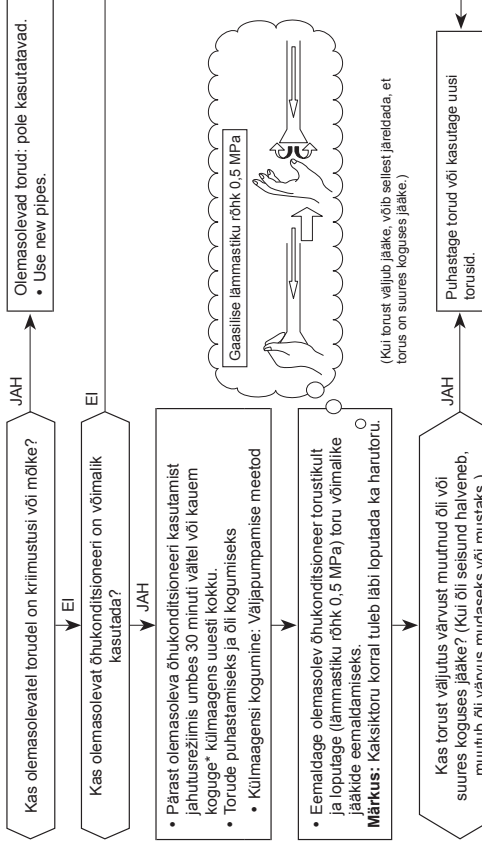 Kas olemasolevatel torudel on kriimustusi või mõlke?
JAH
Olemasolevad torud: pole kasutatavad.
• Use new pipes.
EI
Kas olemasolevat õhukonditsioneeri on võimalik
kasutada?
EI
JAH
• Pärast olemasoleva õhukonditsioneeri kasutamist
jahutusrežiimis umbes 30 minuti vältel või kauem
koguge* külmaagens uuesti kokku.
• Torude puhastamiseks ja õli kogumiseks
• Külmaagensi kogumine: Väljapumpamise meetod
Gaasilise lämmastiku rõhk 0,5 MPa
• Eemaldage olemasolev õhukonditsioneer torustikult
ja loputage (lämmastiku rõhk 0,5 MPa) toru võimalike
jääkide eemaldamiseks.
Märkus: Kaksiktoru korral tuleb läbi loputada ka harutoru.
(Kui torust väljub jääke, võib sellest järeldada, et
torus on suures koguses jääke.)
Kas torust väljutus värvust muutnud õli või
suures koguses jääke? (Kui õli seisund halveneb,
muutub õli värvus mudaseks või mustaks.)
JAH
Puhastage torud või kasutage uusi
torusid.